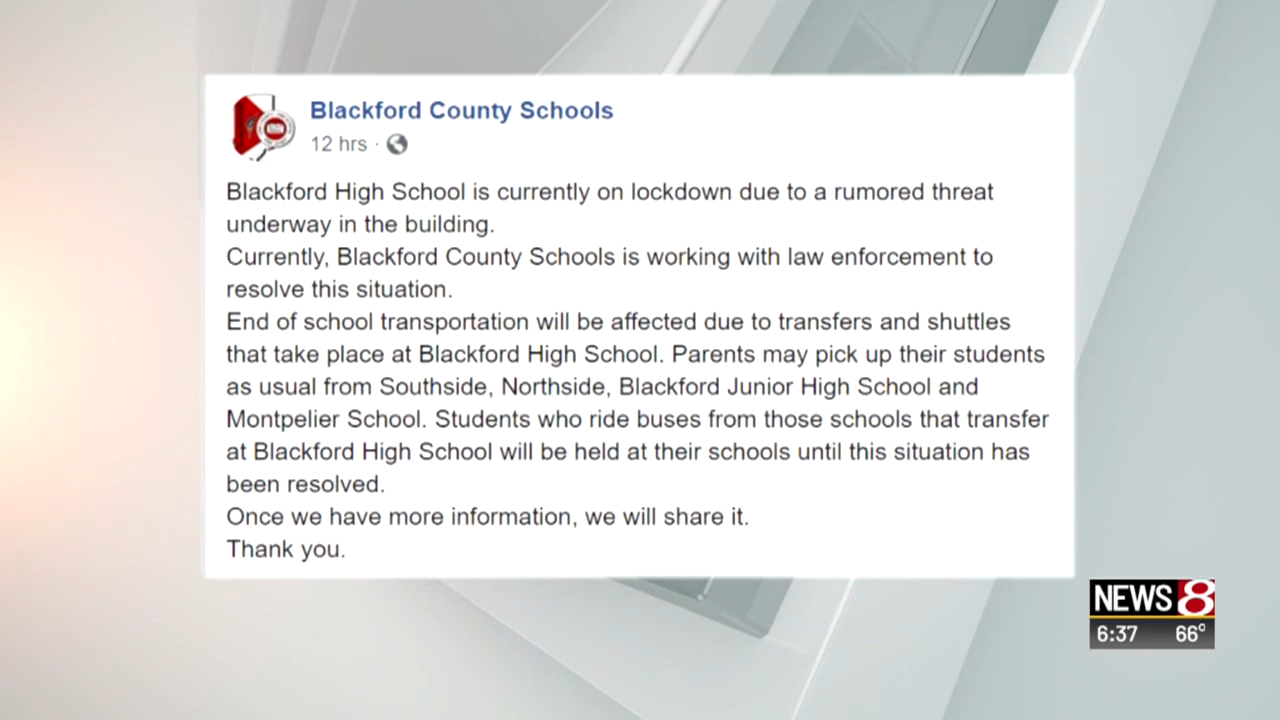 Blackford County Schools
12 hrs ·
Blackford High School is currently on lockdown due to a rumored threat
underway in the building.
Currently, Blackford County Schools is working with law enforcement to
resolve this situation.
End of school transportation will be affected due to transfers and shuttles
that take place at Blackford High School. Parents may pick up their students
as usual from Southside, Northside, Blackford Junior High School and
Montpelier School. Students who ride buses from those schools that transfer
at Blackford High School will be held at their schools until this situation has
been resolved.
Once we have more information, we will share it.
Thank you.
NEWS 8
6:37 66°